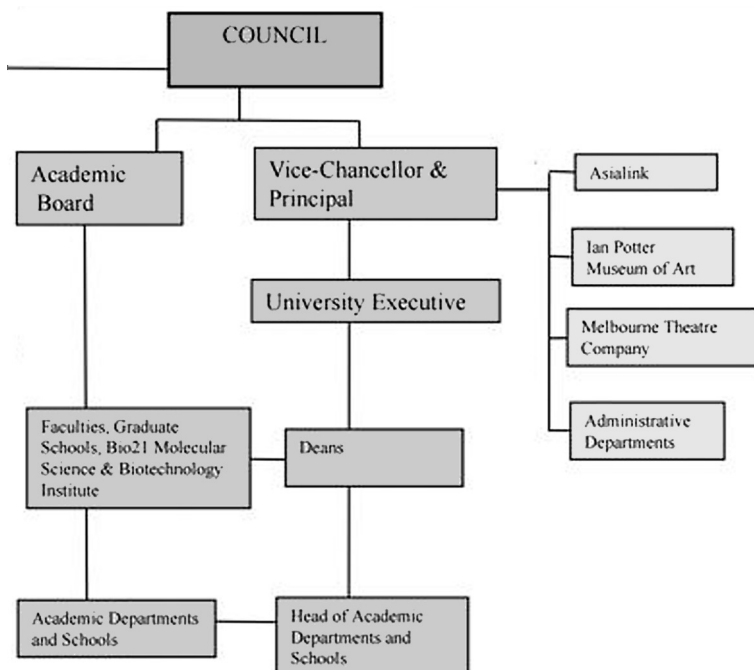 COUNCIL
Academic
Board
Vice-Chancellor &
Principal
Asialink
Ian Potter
Museum of Art
University Executive
Melbourne Theatre
Company
Administrative
Departments
Faculties, Graduate
Schools, Bio21 Molecular
Science & Biotechnology
Institute
Deans
Academic Departments
and Schools
Head of Academic
Departments and
Schools